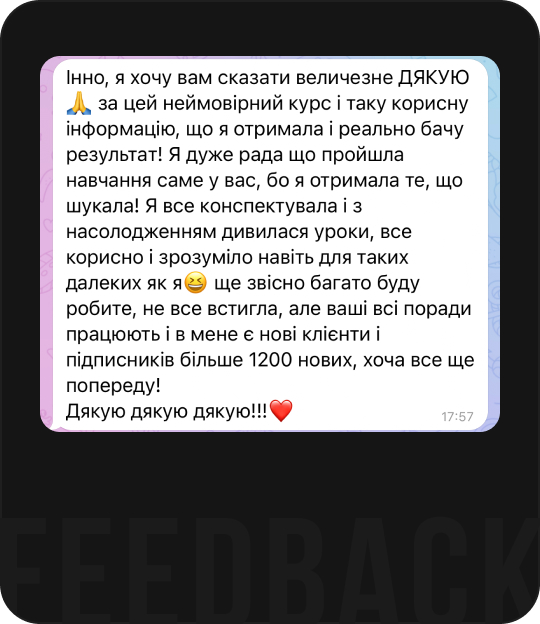 Інно, я хочу вам сказати величезне ДЯКУЮ
🙏 за цей неймовірний курс і таку корисну
інформацію, що я отримала і реально бачу
результат! Я дуже рада що пройшла
навчання саме у вас, бо я отримала те, що
шукала! Я все конспектувала і з
насолодженням дивилася уроки, все
корисно і зрозуміло навіть для таких
далеких як я😆 ще звісно багато буду
робите, не все встигла, але ваші всі поради
працюють і в мене є нові клієнти і
підписників більше 1200 нових, хоча все ще
попереду!
Дякую дякую дякую!!!❤️
17:57
FEEDBACK